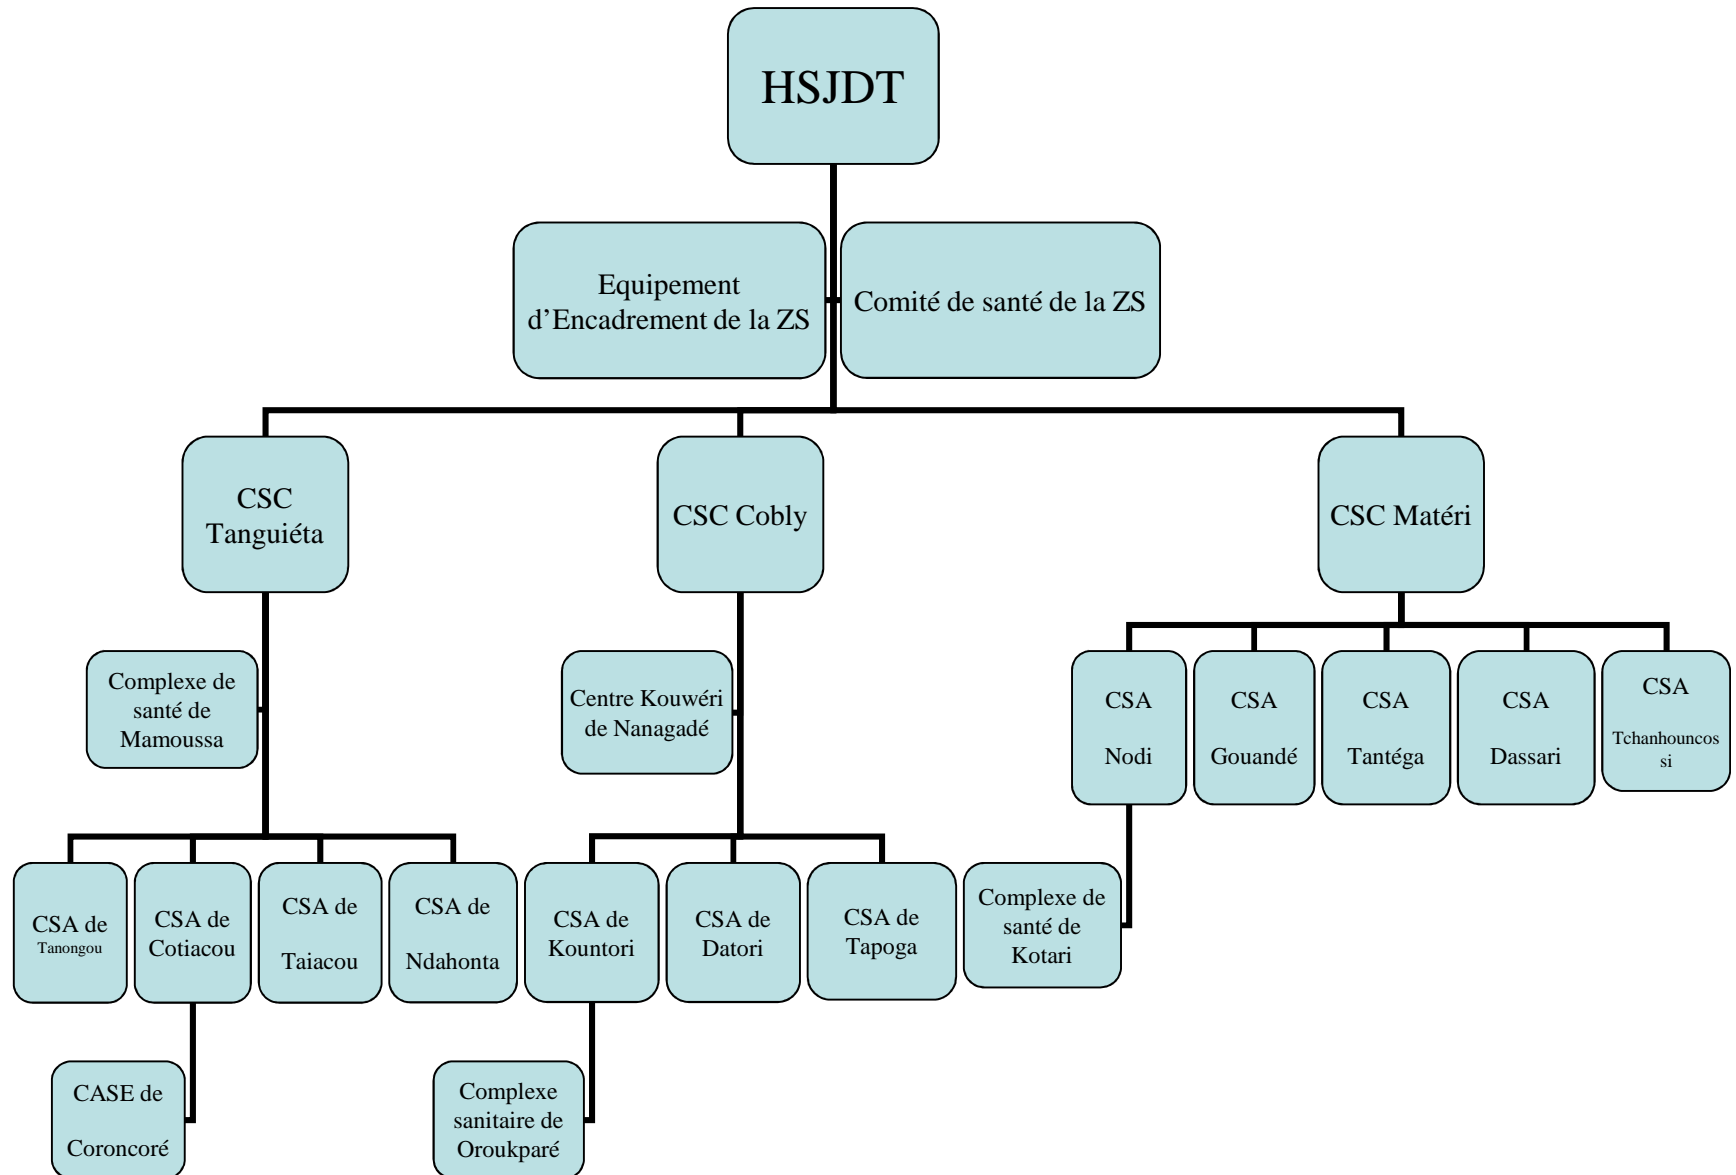 HSJDT
Equipement
d’Encadrement de la ZS
Comité de santé de la ZS
CSC
Tanguiéta
CSC Cobly
CSC Matéri
Complexe de
santé de
Mamoussa
Centre Kouwéri
de Nanagadé
CSA
Nodi
CSA
Gouandé
CSA
Tantéga
CSA
Dassari
CSA
Tchanhouncos
si
CSA de
Tanongou
CSA de
Cotiacou
CSA de
Taiacou
CSA de
Ndahonta
CSA de
Kountori
CSA de
Datori
CSA de
Tapoga
Complexe de
santé de
Kotari
CASE de
Coroncoré
Complexe
sanitaire de
Oroukparé